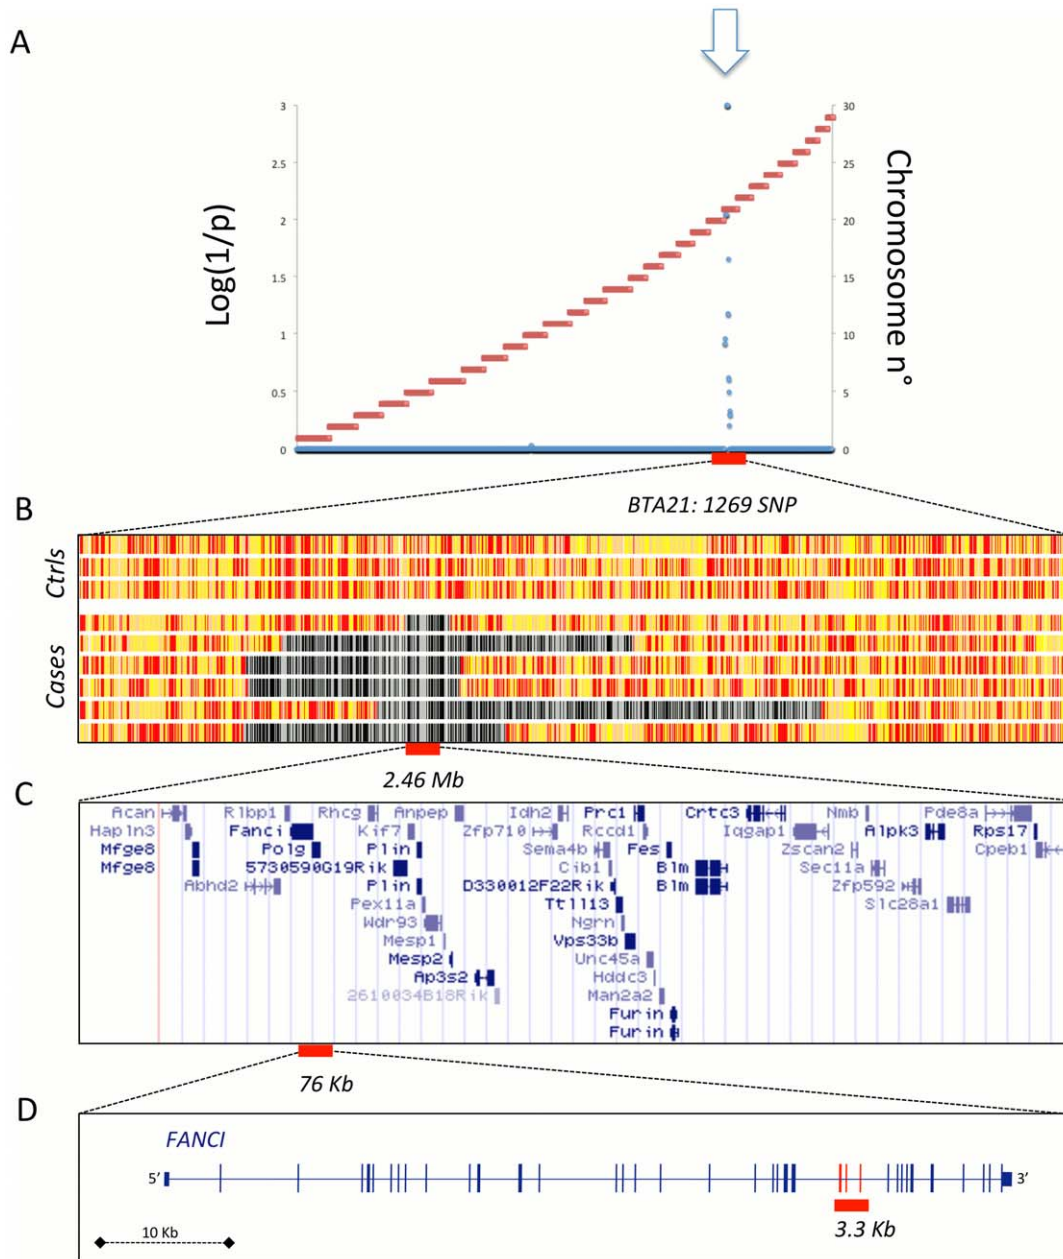 A
Log(1/p)
3
2.5
2
1.5
1
0.5
0
30
25
20
15
10
5
0
Chromosome n°
BTA21: 1269 SNP
B
Ctrls
Cases
2.46 Mb
C
Acan Rlbp1 Rhcg Anpep Idh2 Prc1 Crtc3 Nmb Pde8a
Hapln3 Fanci Kif7 Zfp710 Rccd1 Iqgap1 Alpk3 Rps17
Mfge8 Polg Plin Sema4b Fes Zscan2 Cpeb1
Mfge8 5730590G19Rik Cib1 Blm Sec11a
Abhd2 Plin D330012F22Rik Blm Zfp592
Pex11a Ttll13 Slc28a1
Wdr93 Ngrn
Mesp1 Vps33b
Mesp2 Unc45a
Ap3s2 Hddc3
2610034B18Rik Man2a2
Furin
Furin
76 Kb
D
FANCI
5' 3'
10 Kb
3.3 Kb